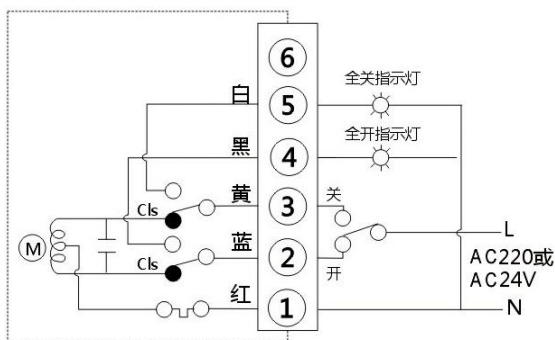 6
白 5 全关指示灯
黑 4 全开指示灯
Cls 黄 3 关
Cls 蓝 2 开
红 1
M
L
AC220或
AC24V
N